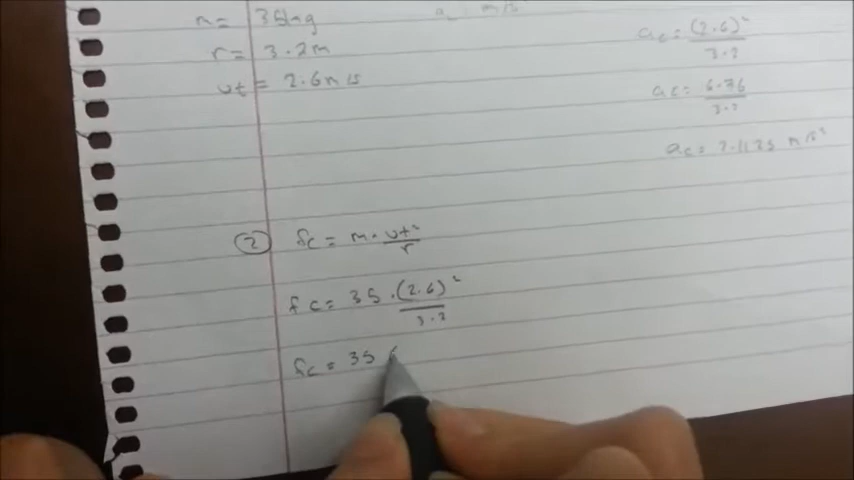 m = 35kg
r = 3.2m
vt = 2.6m/s
ac = (2.6)²
3.2
ac = 6.76
3.2
ac = 2.1125 m/s²
② fc = m · vt²
r
fc = 35 · (2.6)²
3.2
fc = 35